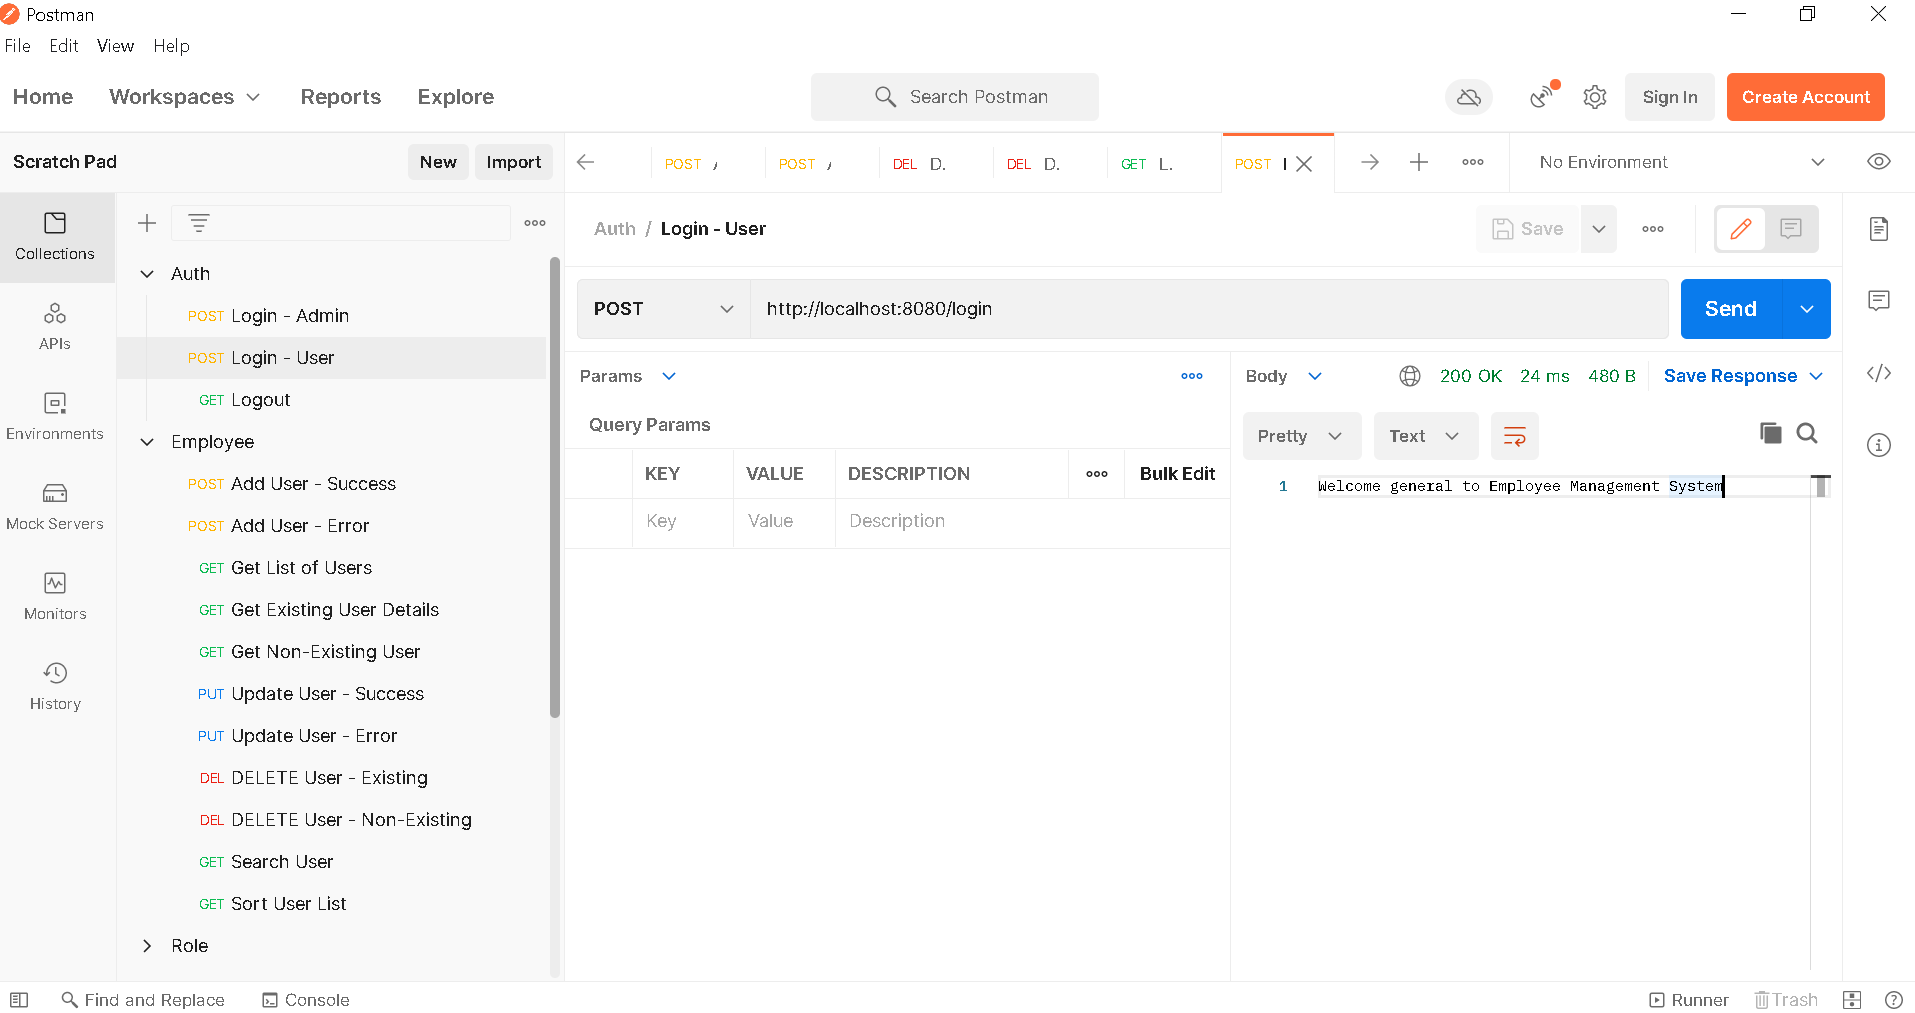 Postman
File Edit View Help
Home Workspaces Reports Explore Search Postman Sign In Create Account
Scratch Pad New Import
POST POST DEL D. DEL D. GET L. POST No Environment
Collections
APIs
Environments
Mock Servers
Monitors
History
Auth
POST Login - Admin
POST Login - User
GET Logout
Employee
POST Add User - Success
POST Add User - Error
GET Get List of Users
GET Get Existing User Details
GET Get Non-Existing User
PUT Update User - Success
PUT Update User - Error
DEL DELETE User - Existing
DEL DELETE User - Non-Existing
GET Search User
GET Sort User List
Role
Auth / Login - User Save
POST http://localhost:8080/login Send
Params
Query Params
KEY VALUE DESCRIPTION Bulk Edit
Key Value Description
Body 200 OK 24 ms 480 B Save Response
Pretty Text
1 Welcome general to Employee Management System
Find and Replace Console Runner Trash